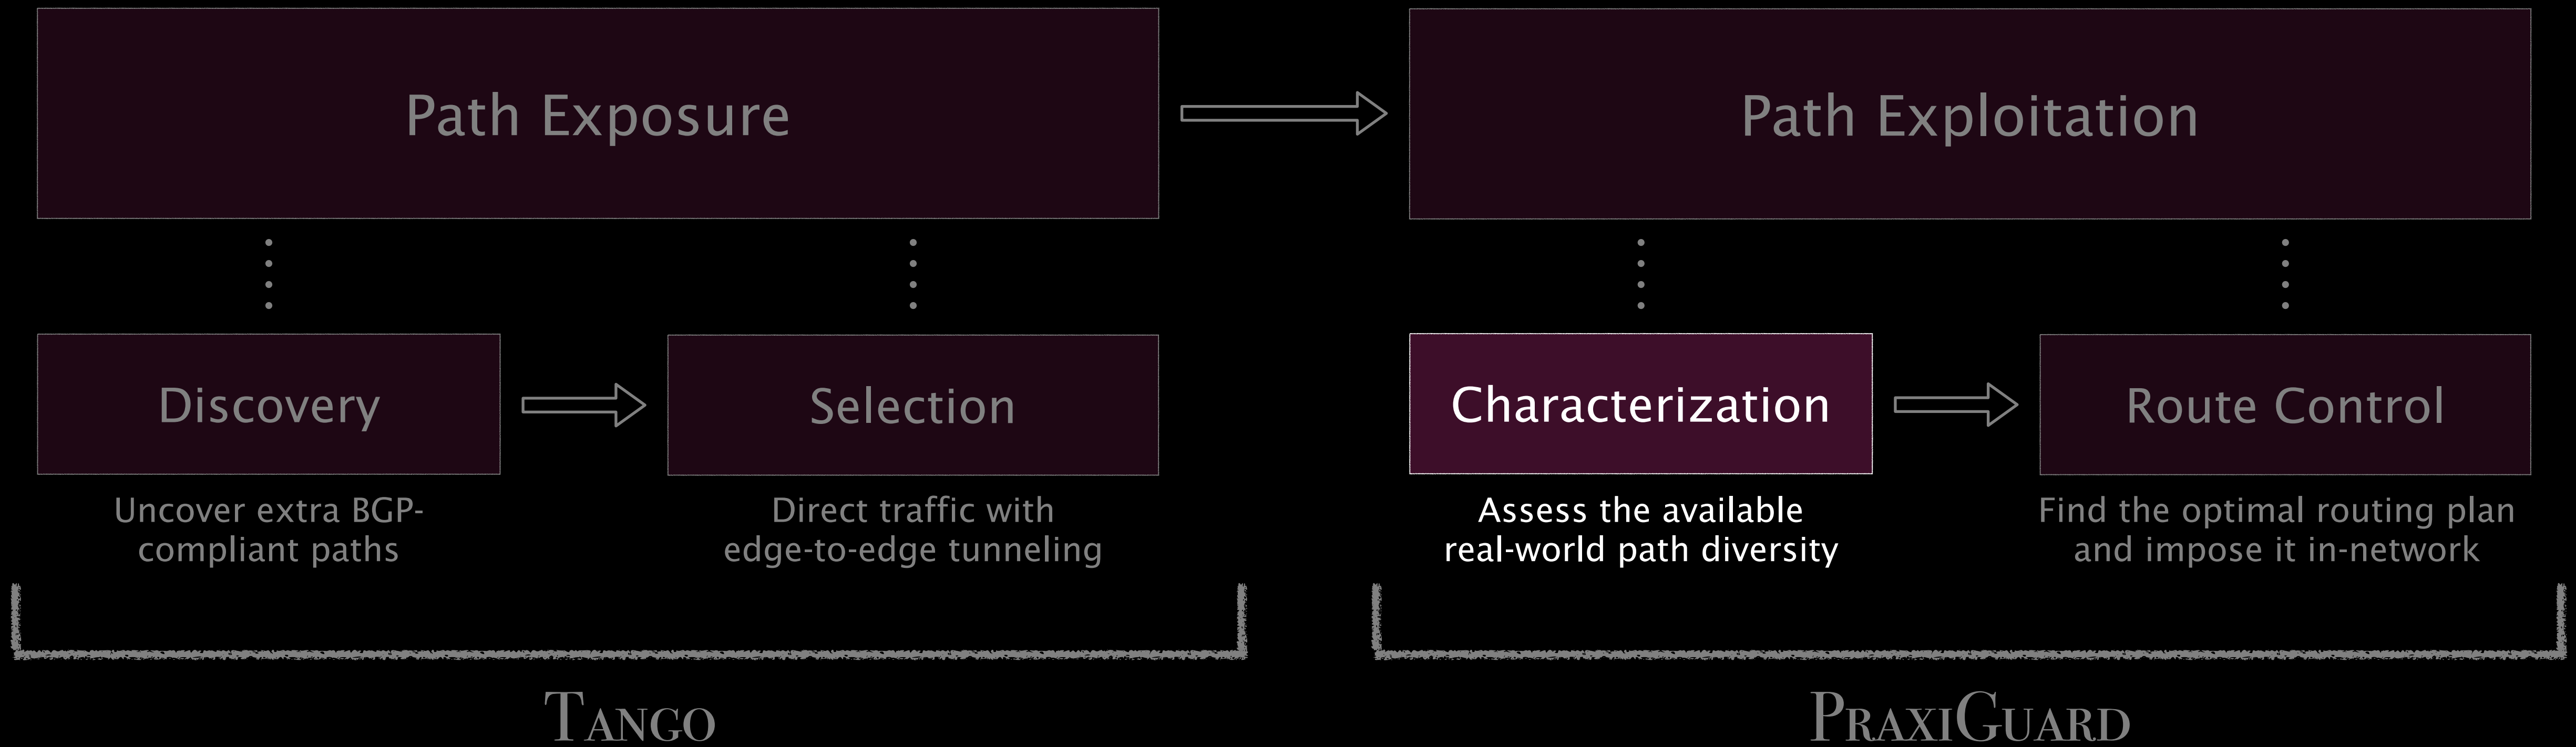 Path Exposure
Path Exploitation
Discovery
Selection
Characterization
Route Control
Uncover extra BGP-
compliant paths
Direct traffic with
edge-to-edge tunneling
Assess the available
real-world path diversity
Find the optimal routing plan
and impose it in-network
TANGO
PRAXIGUARD